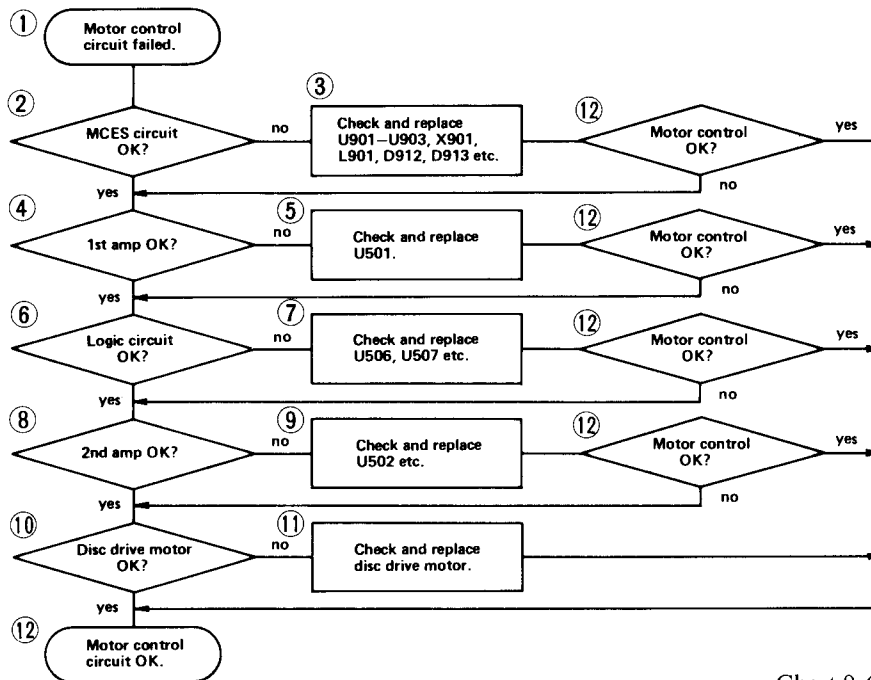 ①
Motor control
circuit failed.
②
MCES circuit
OK?
no
③
Check and replace
U901–U903, X901,
L901, D912, D913 etc.
⑫
Motor control
OK?
yes
no
yes
④
1st amp OK?
no
⑤
Check and replace
U501.
⑫
Motor control
OK?
yes
no
yes
⑥
Logic circuit
OK?
no
⑦
Check and replace
U506, U507 etc.
⑫
Motor control
OK?
yes
no
yes
⑧
2nd amp OK?
no
⑨
Check and replace
U502 etc.
⑫
Motor control
OK?
yes
no
yes
⑩
Disc drive motor
OK?
no
⑪
Check and replace
disc drive motor.
yes
⑫
Motor control
circuit OK.